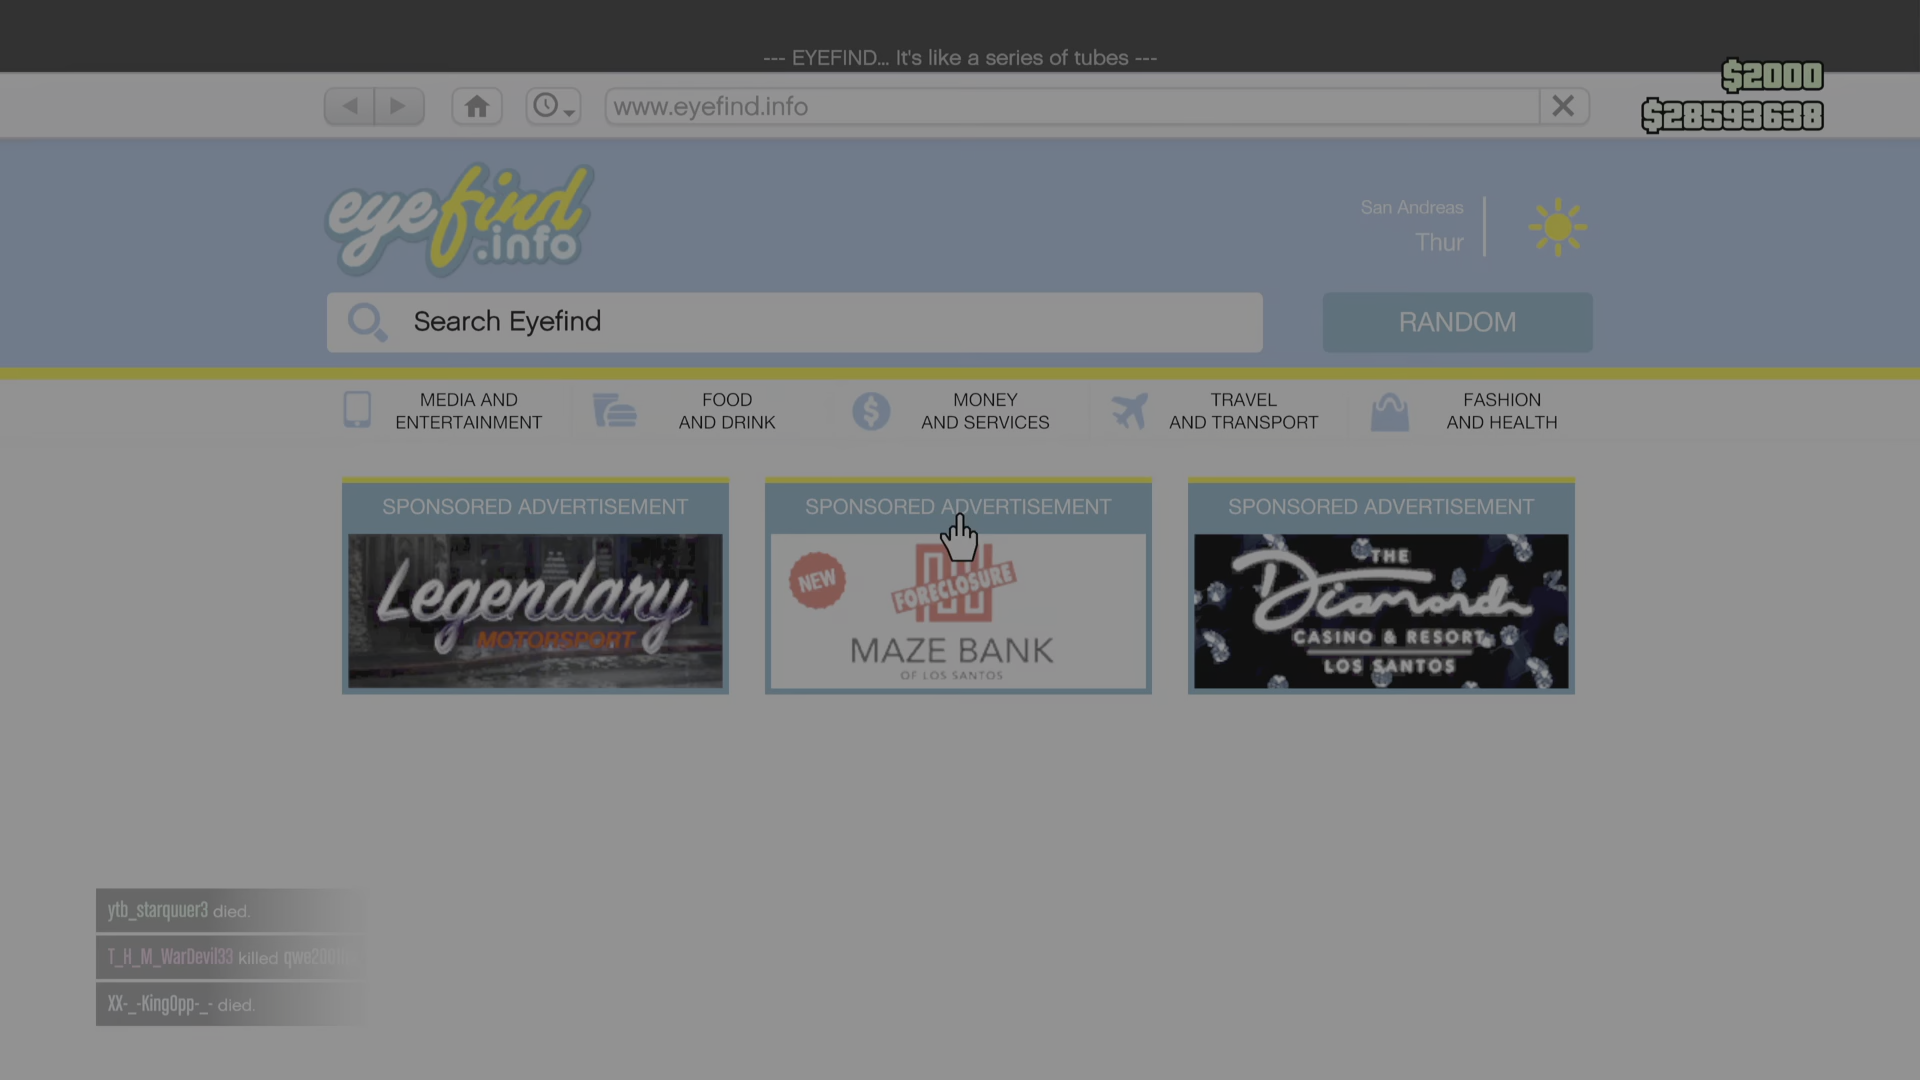 --- EYEFIND... It's like a series of tubes ---
$2000
www.eyefind.info
$28593638
eyefind
.info
San Andreas
Thur
Search Eyefind
RANDOM
MEDIA AND
ENTERTAINMENT
FOOD
AND DRINK
MONEY
AND SERVICES
TRAVEL
AND TRANSPORT
FASHION
AND HEALTH
SPONSORED ADVERTISEMENT
Legendary
MOTORSPORT
SPONSORED ADVERTISEMENT
NEW
FORECLOSURE
MAZE BANK
OF LOS SANTOS
SPONSORED ADVERTISEMENT
THE
Diamond
CASINO & RESORT
LOS SANTOS
ytb_starquuer3 died.
T_H_M_WarDevil33 killed
XX-_-KingOpp-_- died.